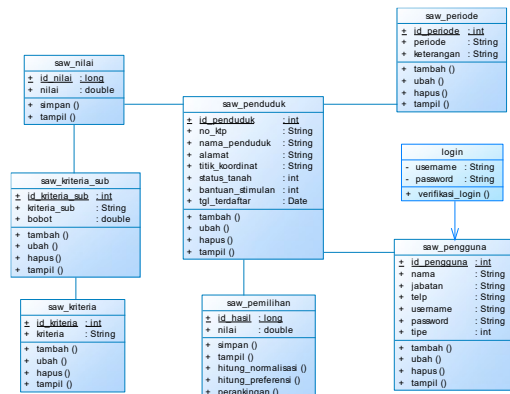 saw_nilai
+ id_nilai : long
+ nilai : double
+ simpan ()
+ tampil ()
saw_kriteria_sub
+ id_kriteria_sub : int
+ kriteria_sub : String
+ bobot : double
+ tambah ()
+ ubah ()
+ hapus ()
+ tampil ()
saw_kriteria
+ id_kriteria : int
+ kriteria : String
+ tambah ()
+ ubah ()
+ hapus ()
+ tampil ()
saw_penduduk
+ id_penduduk : int
+ no_ktp : String
+ nama_penduduk : String
+ alamat : String
+ titik_koordinat : String
+ status_tanah : int
+ bantuan_stimulan : int
+ tgl_terdaftar : Date
+ tambah ()
+ ubah ()
+ hapus ()
+ tampil ()
saw_pemilihan
+ id_hasil : long
+ nilai : double
+ simpan ()
+ tampil ()
+ hitung_normalisasi ()
+ hitung_preferensi ()
+ perankingan ()
saw_periode
+ id_periode : int
+ periode : String
+ keterangan : String
+ tambah ()
+ ubah ()
+ hapus ()
+ tampil ()
login
- username : String
- password : String
+ verifikasi_login ()
saw_pengguna
+ id_pengguna : int
+ nama : String
+ jabatan : String
+ telp : String
+ username : String
+ password : String
+ tipe : int
+ tambah ()
+ ubah ()
+ hapus ()
+ tampil ()